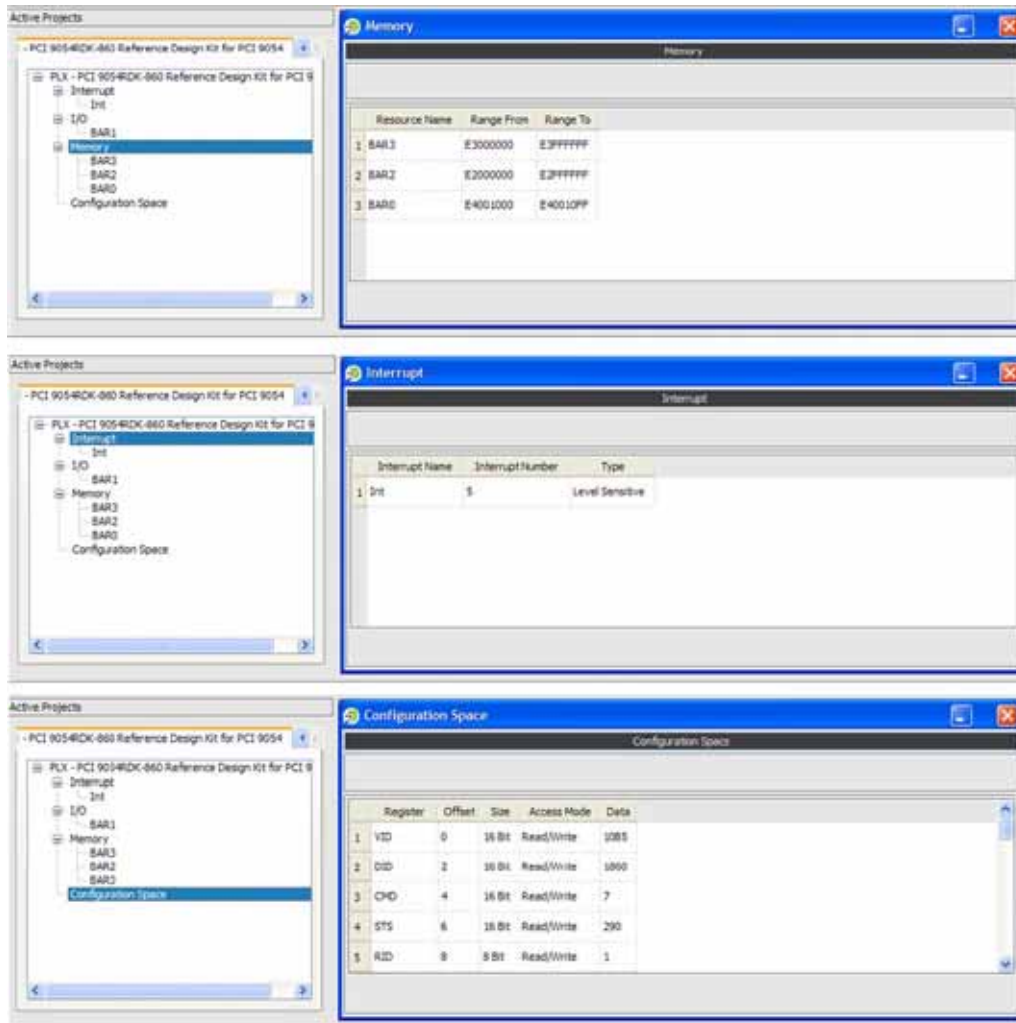 Active Projects
- PCI 9054RDK-860 Reference Design Kit for PCI 9054
PLX - PCI 9054RDK-860 Reference Design Kit for PCI 9
Interrupt
Int
I/O
BAR1
Memory
BAR3
BAR2
BAR0
Configuration Space
Memory
Memory
Resource Name Range From Range To
1 BAR3 E3000000 E3FFFFFF
2 BAR2 E2000000 E2FFFFFF
3 BAR0 E4001000 E40010FF
Active Projects
- PCI 9054RDK-860 Reference Design Kit for PCI 9054
PLX - PCI 9054RDK-860 Reference Design Kit for PCI 9
Interrupt
Int
I/O
BAR1
Memory
BAR3
BAR2
BAR0
Configuration Space
Interrupt
Interrupt
Interrupt Name Interrupt Number Type
1 Int 5 Level Sensitive
Active Projects
- PCI 9054RDK-860 Reference Design Kit for PCI 9054
PLX - PCI 9054RDK-860 Reference Design Kit for PCI 9
Interrupt
Int
I/O
BAR1
Memory
BAR3
BAR2
Configuration Space
Configuration Space
Configuration Space
Register Offset Size Access Mode Data
1 VID 0 16 Bit Read/Write 10B5
2 DID 2 16 Bit Read/Write 1860
3 CMD 4 16 Bit Read/Write 7
4 STS 6 16 Bit Read/Write 290
5 RID 8 8 Bit Read/Write 1